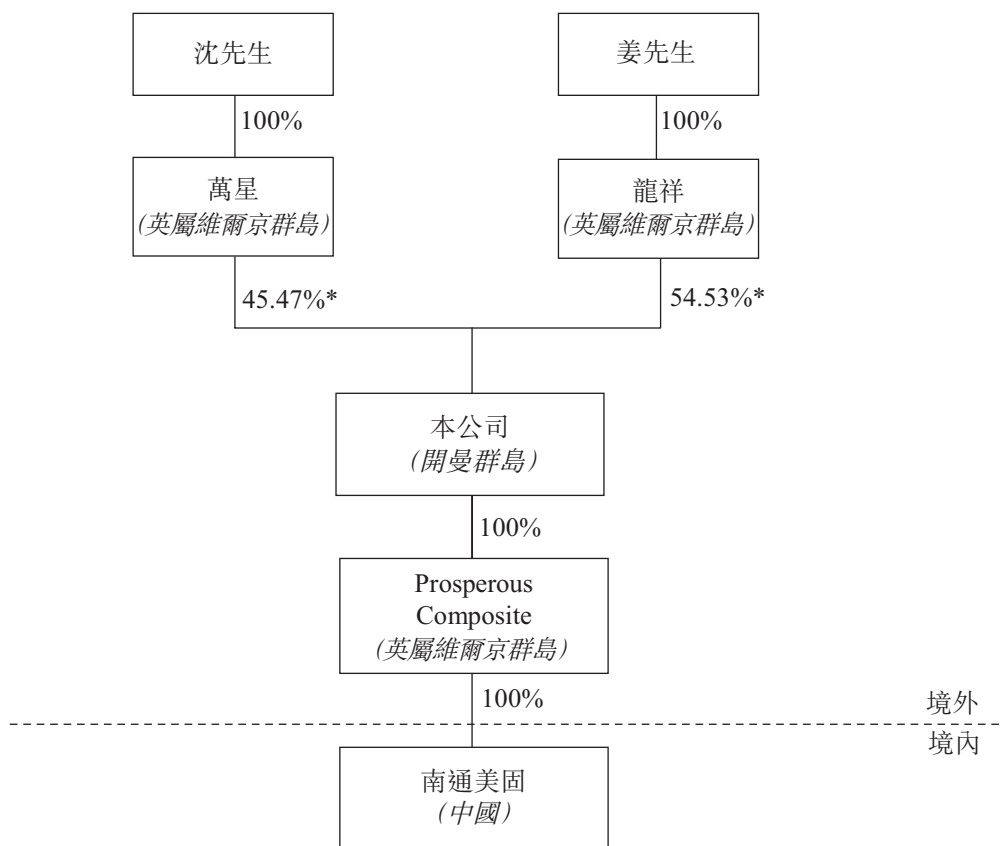 沈先生
姜先生
100%
100%
萬星
(英屬維爾京群島)
龍祥
(英屬維爾京群島)
45.47%*
54.53%*
本公司
(開曼群島)
100%
Prosperous
Composite
(英屬維爾京群島)
100%
境外
境內
南通美固
(中國)